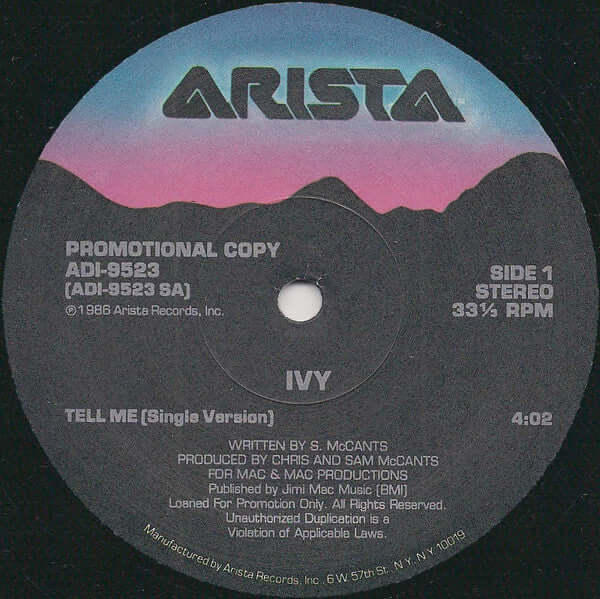 ARISTA
PROMOTIONAL COPY
ADI-9523
(ADI-9523 SA)
℗1986 Arista Records, Inc.
SIDE 1
STEREO
33⅓ RPM
IVY
TELL ME (Single Version) 4:02
WRITTEN BY S. McCANTS
PRODUCED BY CHRIS AND SAM McCANTS
FOR MAC & MAC PRODUCTIONS
Published by Jimi Mac Music (BMI)
Loaned For Promotion Only. All Rights Reserved.
Unauthorized Duplication is a
Violation of Applicable Laws.
Manufactured by Arista Records, Inc. 6 W. 57th St. N.Y. N.Y. 10019